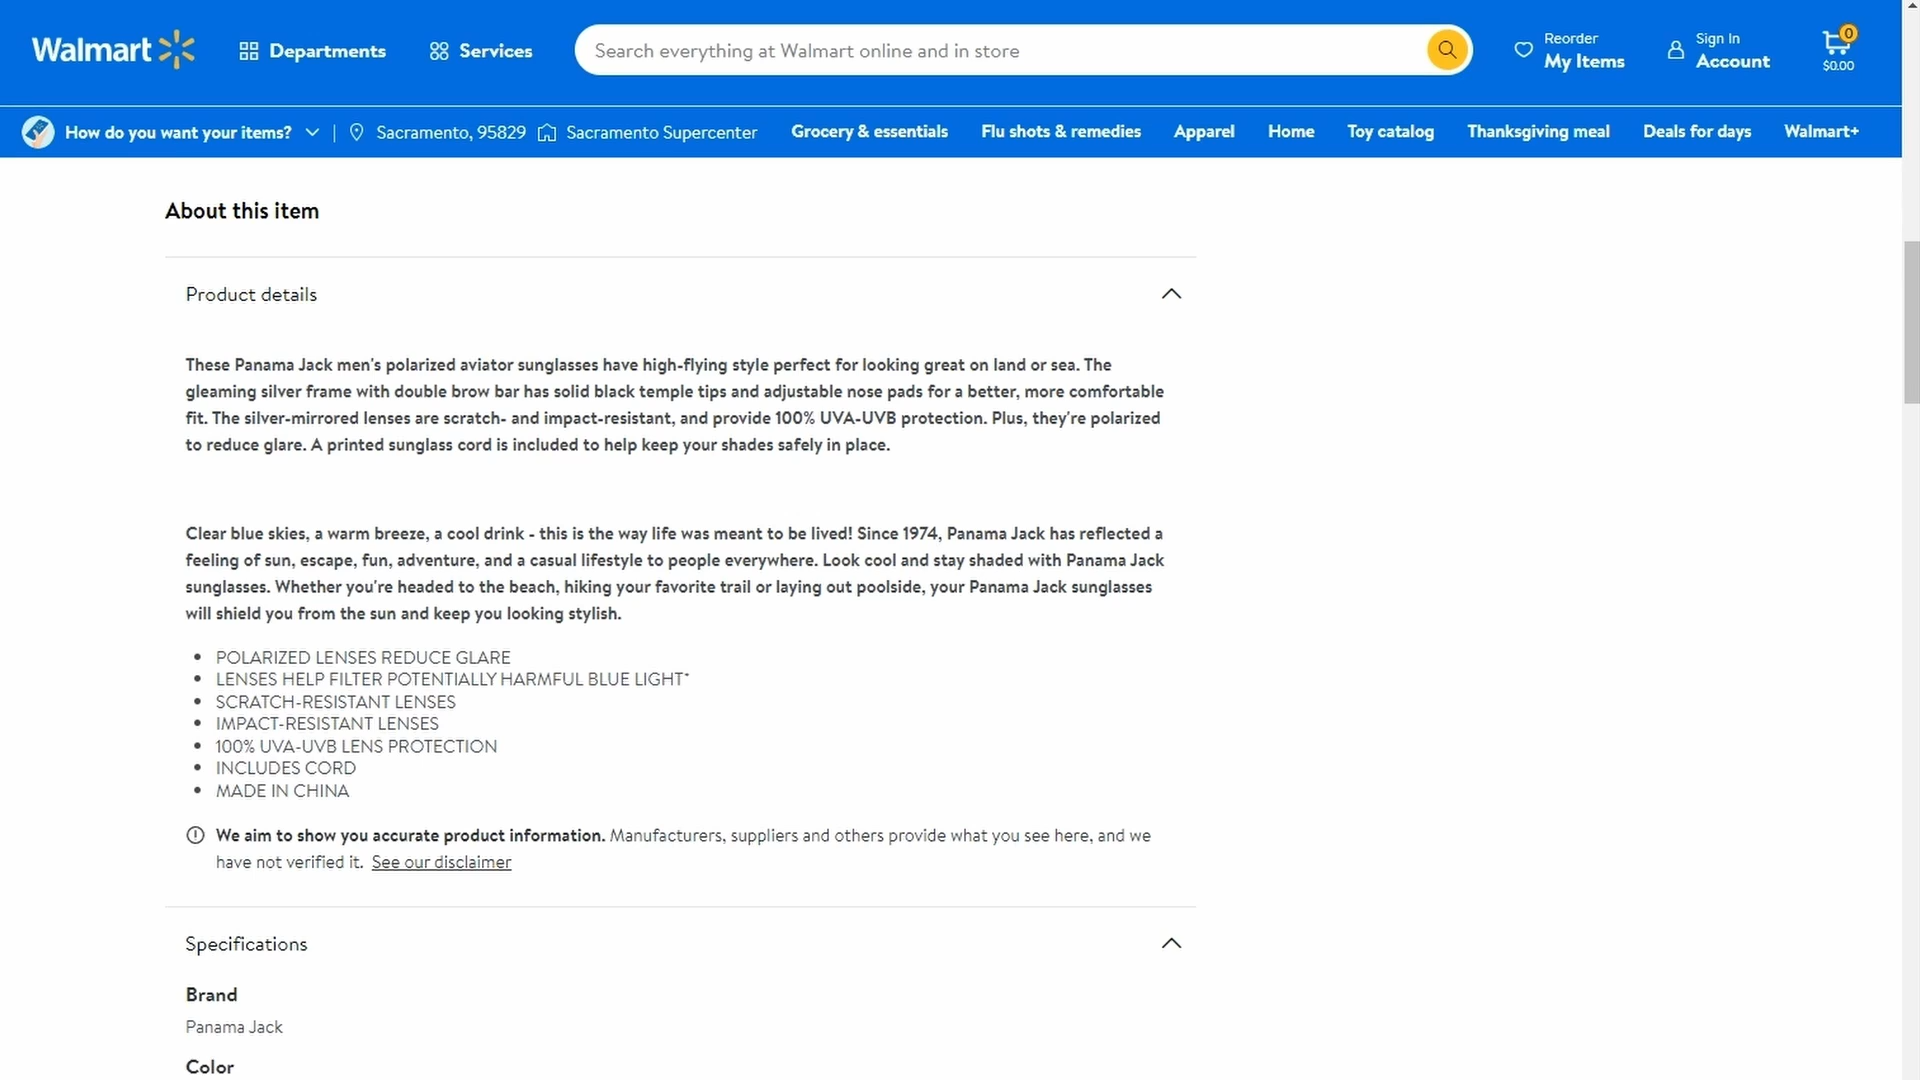 Walmart
Departments
Services
Search everything at Walmart online and in store
Reorder
My Items
Sign In
Account
0
$0.00
How do you want your items?
Sacramento, 95829
Sacramento Supercenter
Grocery & essentials
Flu shots & remedies
Apparel
Home
Toy catalog
Thanksgiving meal
Deals for days
Walmart+
About this item
Product details
These Panama Jack men's polarized aviator sunglasses have high-flying style perfect for looking great on land or sea. The
gleaming silver frame with double brow bar has solid black temple tips and adjustable nose pads for a better, more comfortable
fit. The silver-mirrored lenses are scratch- and impact-resistant, and provide 100% UVA-UVB protection. Plus, they're polarized
to reduce glare. A printed sunglass cord is included to help keep your shades safely in place.
Clear blue skies, a warm breeze, a cool drink - this is the way life was meant to be lived! Since 1974, Panama Jack has reflected a
feeling of sun, escape, fun, adventure, and a casual lifestyle to people everywhere. Look cool and stay shaded with Panama Jack
sunglasses. Whether you're headed to the beach, hiking your favorite trail or laying out poolside, your Panama Jack sunglasses
will shield you from the sun and keep you looking stylish.
• POLARIZED LENSES REDUCE GLARE
• LENSES HELP FILTER POTENTIALLY HARMFUL BLUE LIGHT*
• SCRATCH-RESISTANT LENSES
• IMPACT-RESISTANT LENSES
• 100% UVA-UVB LENS PROTECTION
• INCLUDES CORD
• MADE IN CHINA
We aim to show you accurate product information. Manufacturers, suppliers and others provide what you see here, and we
have not verified it. See our disclaimer
Specifications
Brand
Panama Jack
Color